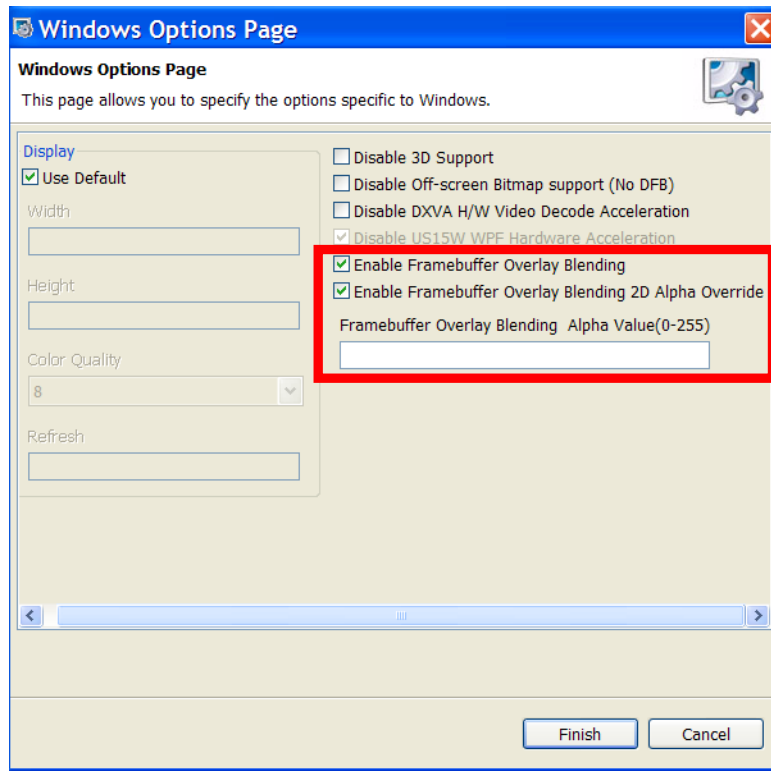 Windows Options Page
Windows Options Page
This page allows you to specify the options specific to Windows.
Display
Use Default
Width
Height
Color Quality
8
Refresh
Disable 3D Support
Disable Off-screen Bitmap support (No DFB)
Disable DXVA H/W Video Decode Acceleration
Disable US15W WPF Hardware Acceleration
Enable Framebuffer Overlay Blending
Enable Framebuffer Overlay Blending 2D Alpha Override
Framebuffer Overlay Blending Alpha Value(0-255)
Finish
Cancel